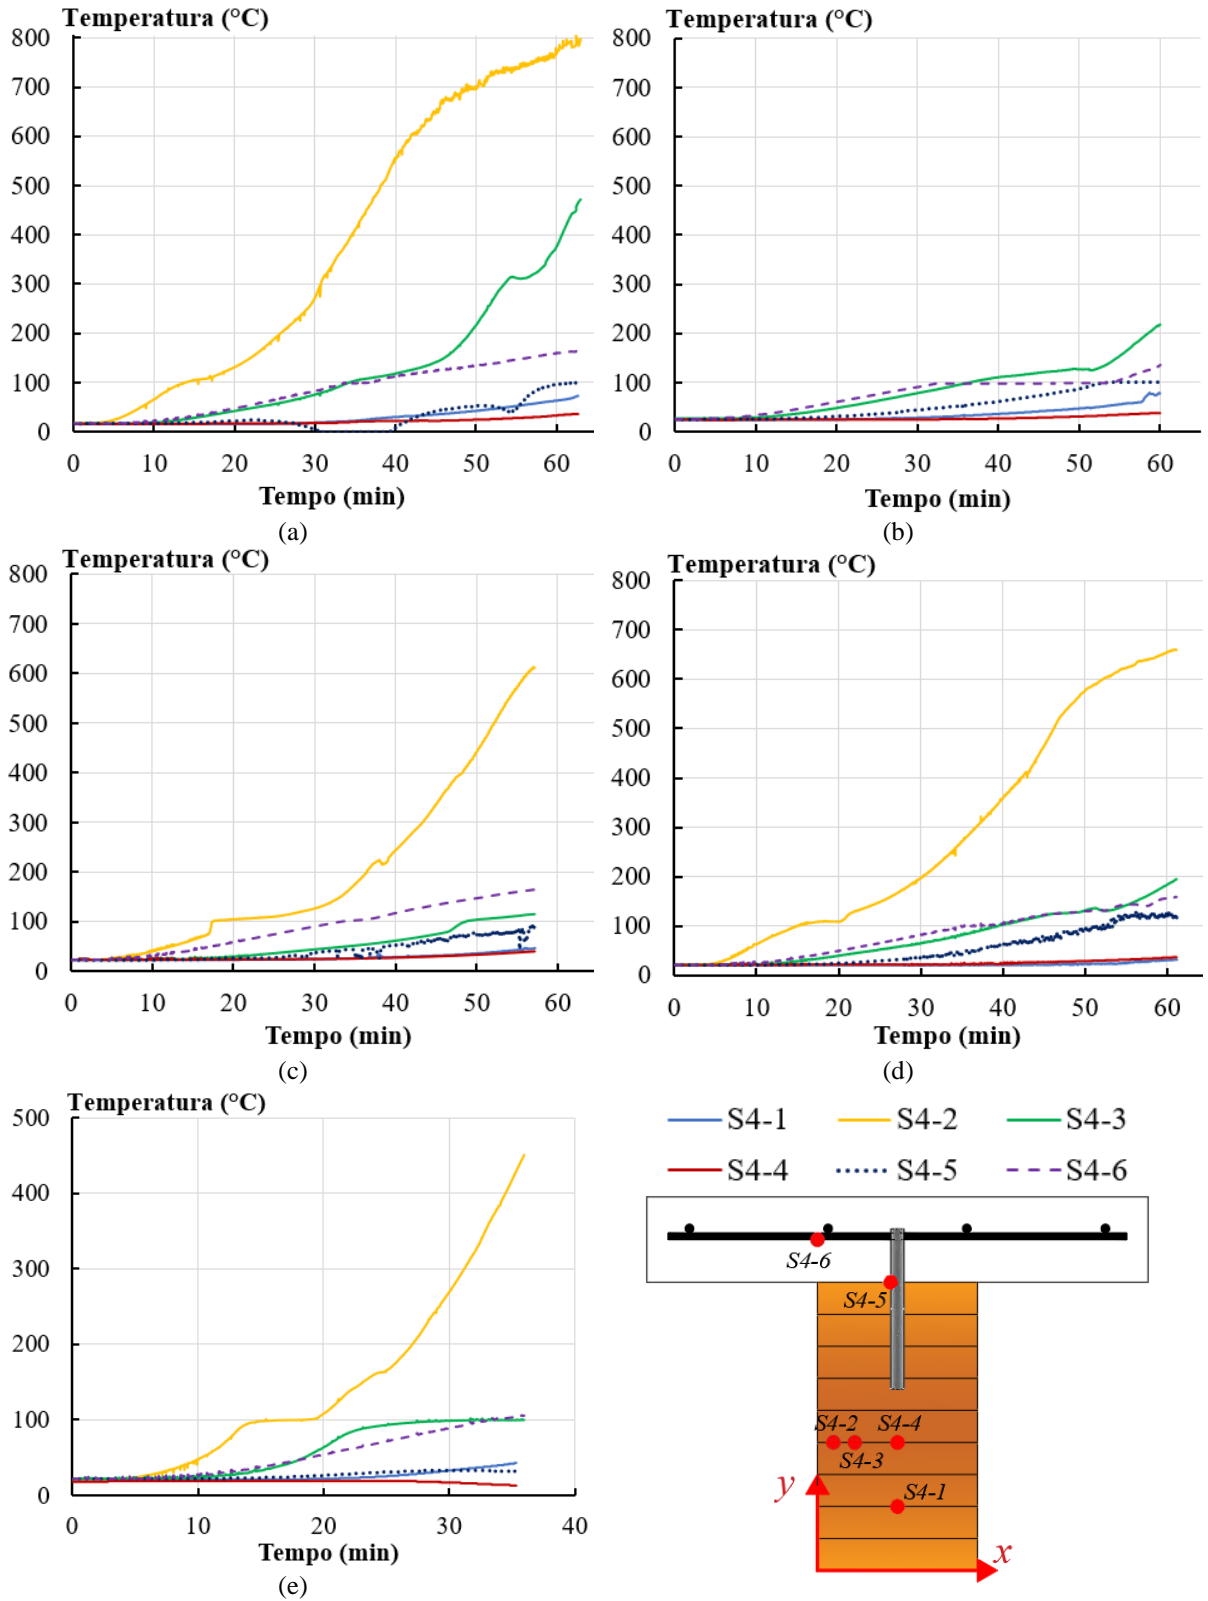 Temperatura (°C)
800
700
600
500
400
300
200
100
0
0 10 20 30 40 50 60
Tempo (min)
(a)
Temperatura (°C)
800
700
600
500
400
300
200
100
0
0 10 20 30 40 50 60
Tempo (min)
(b)
Temperatura (°C)
800
700
600
500
400
300
200
100
0
0 10 20 30 40 50 60
Tempo (min)
(c)
Temperatura (°C)
800
700
600
500
400
300
200
100
0
0 10 20 30 40 50 60
Tempo (min)
(d)
Temperatura (°C)
500
400
300
200
100
0
0 10 20 30 40
Tempo (min)
(e)
S4-1 S4-2 S4-3
S4-4 S4-5 S4-6
S4-6
S4-5
S4-2 S4-4
S4-3
S4-1
y
x